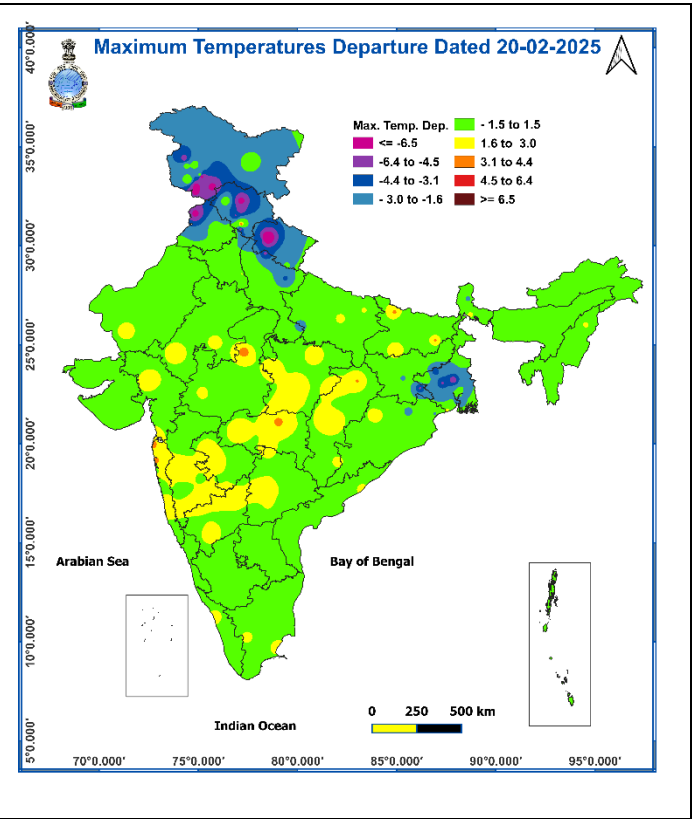 Maximum Temperatures Departure Dated 20-02-2025
Max. Temp. Dep.
<= -6.5
-6.4 to -4.5
-4.4 to -3.1
- 3.0 to -1.6
- 1.5 to 1.5
1.6 to 3.0
3.1 to 4.4
4.5 to 6.4
>= 6.5
40°0.000'
35°0.000'
30°0.000'
25°0.000'
20°0.000'
15°0.000'
10°0.000'
5°0.000'
Arabian Sea
Bay of Bengal
Indian Ocean
0 250 500 km
70°0.000' 75°0.000' 80°0.000' 85°0.000' 90°0.000' 95°0.000'